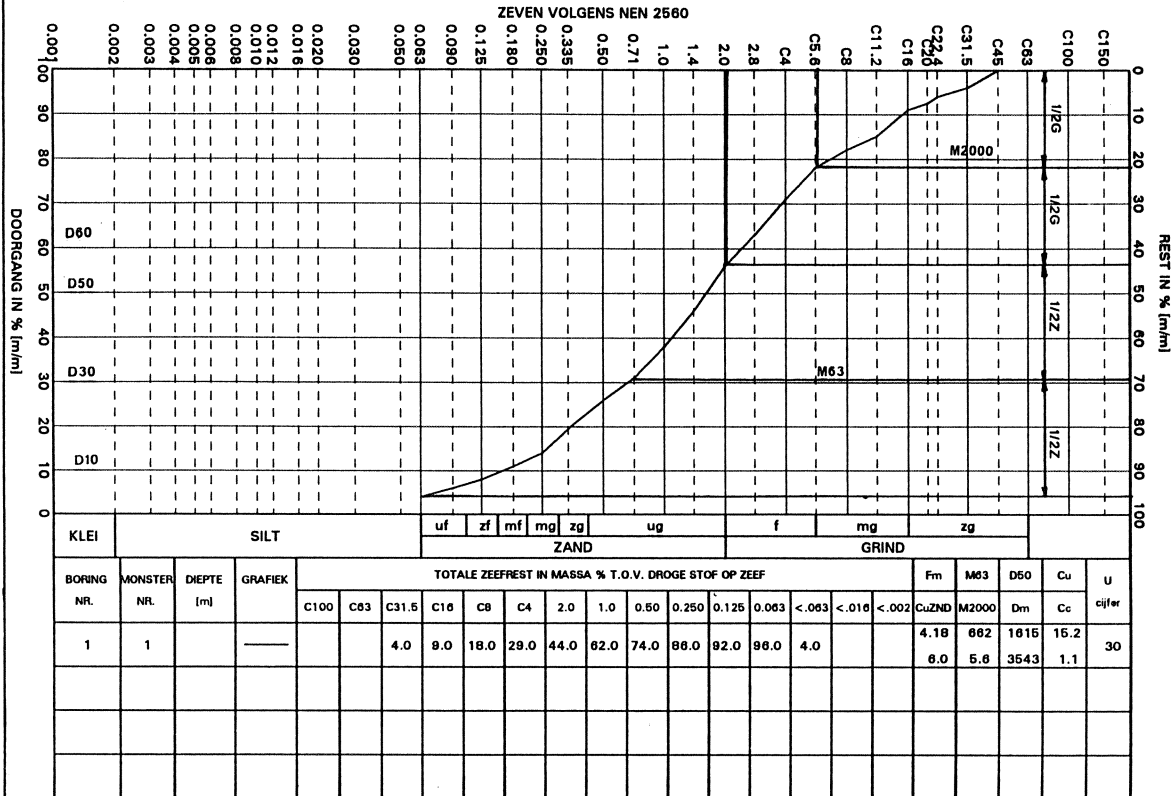 ZEVEN VOLGENS NEN 2560
0.001 0.002 0.003 0.004 0.005 0.006 0.008 0.010 0.012 0.016 0.020 0.030 0.050 0.063 0.090 0.125 0.180 0.250 0.335 0.50 0.71 1.0 1.4 2.0 2.8 C4 C5.6 C8 C11.2 C16 C20 C22.4 C31.5 C45 C63 C100 C150
100 90 80 70 60 50 40 30 20 10 0
DOORGANG IN % [m/m]
D60
D50
D30
D10
M2000
M63
1/2G
1/2G
1/2Z
1/2Z
0 10 20 30 40 50 60 70 80 90 100
REST IN % [m/m]
KLEI SILT uf zf mf mg zg ug f mg zg
ZAND GRIND
BORING MONSTER DIEPTE GRAFIEK TOTALE ZEEFREST IN MASSA % T.O.V. DROGE STOF OP ZEEF Fm M63 D50 Cu U
NR. NR. [m] C100 C63 C31.5 C16 C8 C4 2.0 1.0 0.50 0.250 0.125 0.063 <.063 <.016 <.002 CuZND M2000 Dm Cc cijfer
1 1 4.0 9.0 18.0 29.0 44.0 62.0 74.0 86.0 92.0 96.0 4.0 4.18 662 1615 15.2 30
6.0 5.6 3543 1.1